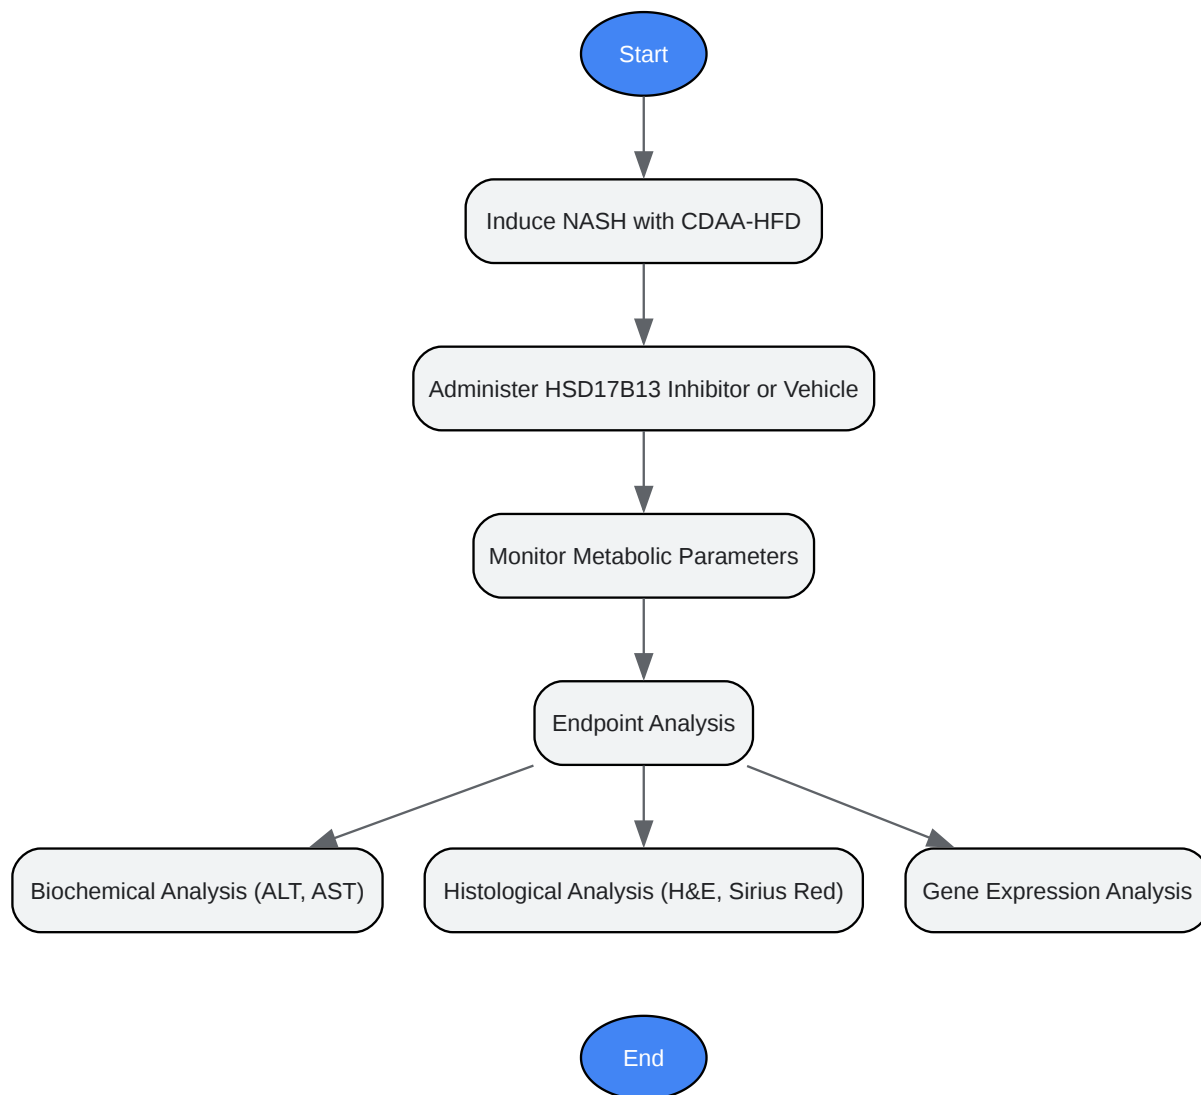 Start
Induce NASH with CDAA-HFD
Administer HSD17B13 Inhibitor or Vehicle
Monitor Metabolic Parameters
Endpoint Analysis
Biochemical Analysis (ALT, AST)
Histological Analysis (H&E, Sirius Red)
Gene Expression Analysis
End